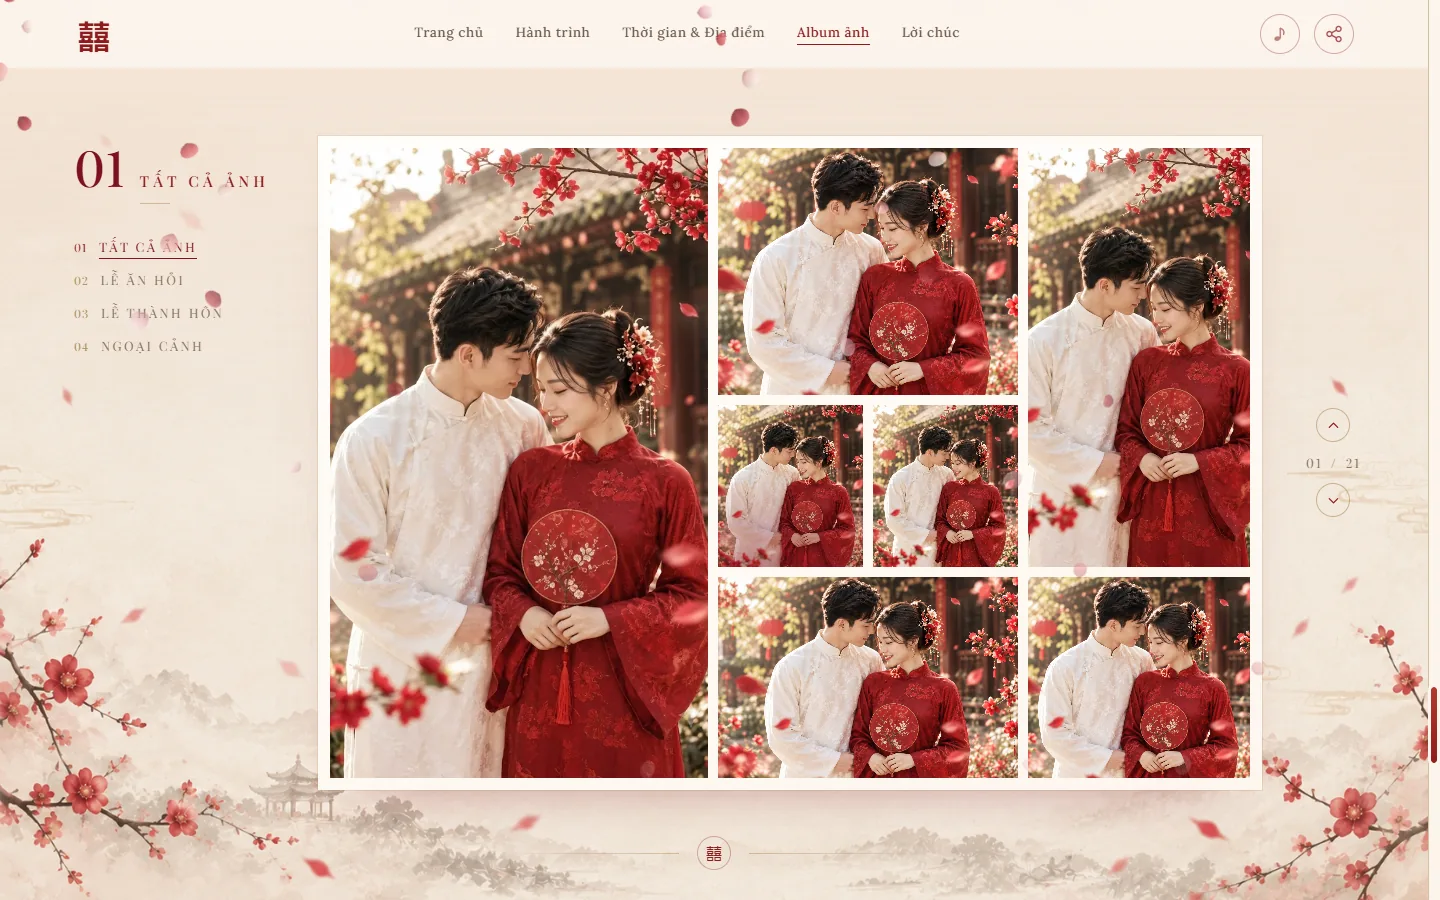 囍
Trang chủ
Hành trình
Thời gian & Địa điểm
Album ảnh
Lời chúc
01 TẤT CẢ ẢNH
01 TẤT CẢ ẢNH
02 LỄ ĂN HỎI
03 LỄ THÀNH HÔN
04 NGOẠI CẢNH
01 / 21
囍